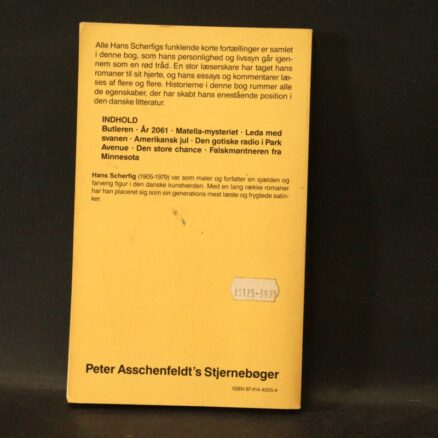 Alle Hans Scherfigs funklende korte fortællinger er samlet
i denne bog, som hans personlighed og livssyn går igen-
nem som en rød tråd. En stor læserskare har taget hans
romaner til sit hjerte, og hans essays og kommentarer læ-
ses af flere og flere. Historierne i denne bog rummer alle
de egenskaber, der har skabt hans enestående position i
den danske litteratur.
INDHOLD
Butleren · År 2061 · Matella-mysteriet · Leda med
svanen · Amerikansk jul · Den gotiske radio i Park
Avenue · Den store chance · Falskmøntneren fra
Minnesota
Hans Scherfig (1905-1979) var som maler og forfatter en sjælden og
farverig figur i den danske kunstverden. Med en lang række romaner
har han placeret sig som sin generations mest læste og frygtede satiri-
ker.
Peter Asschenfeldt's Stjernebøger
ISBN 87-414-4555-4